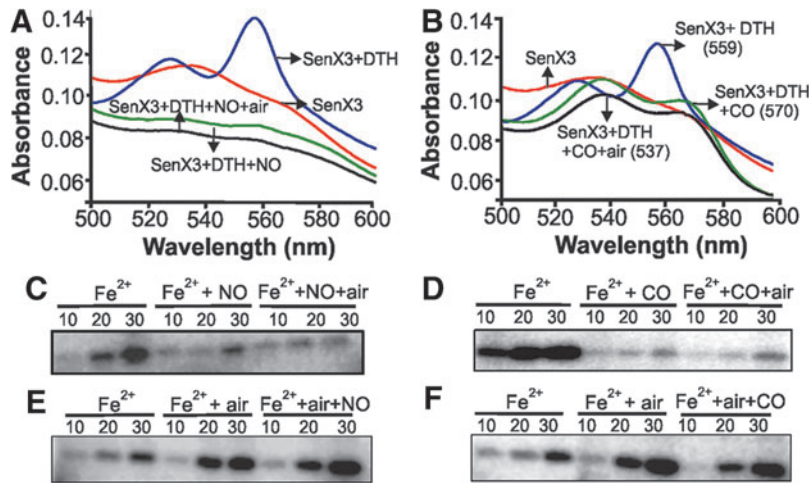 A
0.14
0.12
0.10
0.08
0.06
Absorbance
SenX3+DTH
SenX3+DTH+NO+air
SenX3
SenX3+DTH+NO
500 520 540 560 580 600
Wavelength (nm)
B
0.14
0.12
0.10
0.08
0.06
Absorbance
SenX3+ DTH
(559)
SenX3
SenX3+DTH
+CO (570)
SenX3+DTH
+CO+air (537)
500 520 540 560 580 600
Wavelength (nm)
C
Fe2+ Fe2+ + NO Fe2+ +NO+air
10 20 30 10 20 30 10 20 30
D
Fe2+ Fe2+ + CO Fe2+ +CO+air
10 20 30 10 20 30 10 20 30
E
Fe2+ Fe2+ + air Fe2+ +air+NO
10 20 30 10 20 30 10 20 30
F
Fe2+ Fe2+ + air Fe2+ +air+CO
10 20 30 10 20 30 10 20 30